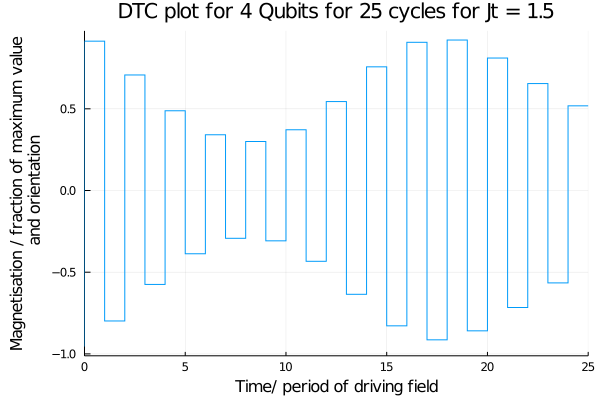 DTC plot for 4 Qubits for 25 cycles for Jt = 1.5
Magnetisation / fraction of maximum value
and orientation
0.5
0.0
−0.5
−1.0
0 5 10 15 20 25
Time/ period of driving field